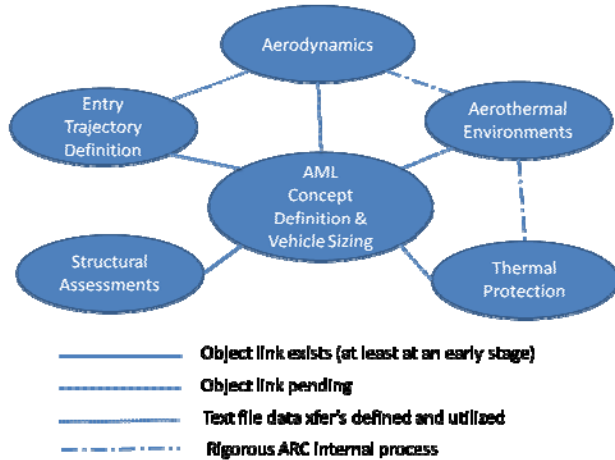 Aerodynamics
Entry
Trajectory
Definition
Aerothermal
Environments
AML
Concept
Definition &
Vehicle Sizing
Structural
Assessments
Thermal
Protection
Object link exists (at least at an early stage)
Object link pending
Text file data xfer's defined and utilized
Rigorous ARC internal process